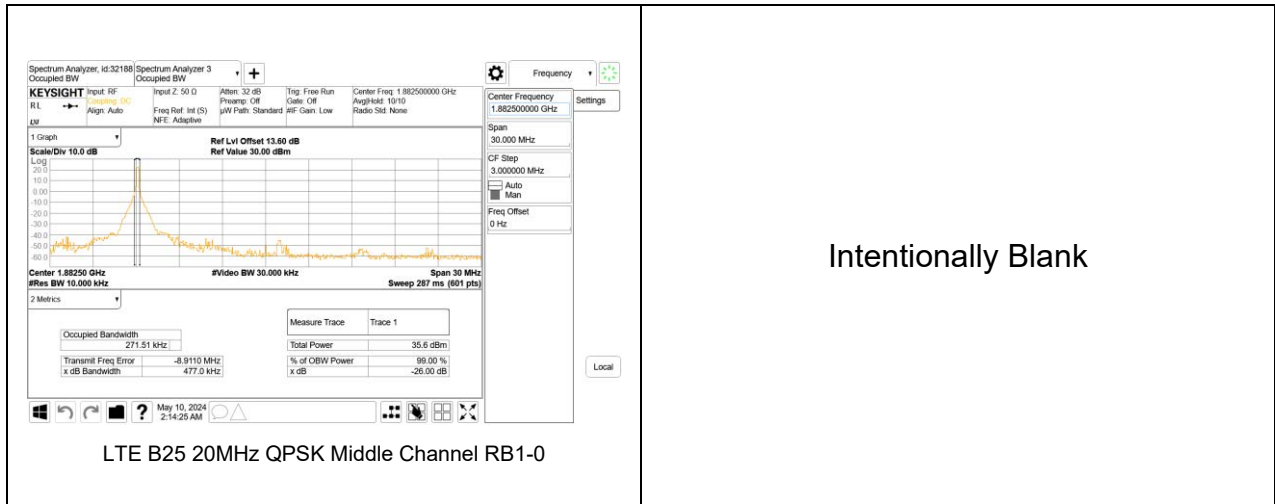 Spectrum Analyzer, id:32188
Occupied BW
Spectrum Analyzer 3
Occupied BW
Frequency
KEYSIGHT
Input: RF
Coupling: DC
Align: Auto
Input Z: 50 Ω
Freq Ref: Int (S)
NFE: Adaptive
Atten: 32 dB
Preamp: Off
µW Path: Standard
Trig: Free Run
Gate: Off
#IF Gain: Low
Center Freq: 1.882500000 GHz
Avg|Hold: 10/10
Radio Std: None
RL
Center Frequency
1.882500000 GHz
Settings
Span
30.000 MHz
CF Step
3.000000 MHz
Auto
Man
Freq Offset
0 Hz
Local
1 Graph
Scale/Div 10.0 dB
Ref Lvl Offset 13.60 dB
Ref Value 30.00 dBm
Log
20.0
10.0
0.00
-10.0
-20.0
-30.0
-40.0
-50.0
-60.0
Center 1.88250 GHz
#Video BW 30.000 kHz
Span 30 MHz
#Res BW 10.000 kHz
Sweep 287 ms (601 pts)
2 Metrics
Measure Trace Trace 1
Occupied Bandwidth
271.51 kHz
Total Power 35.6 dBm
Transmit Freq Error -8.9110 MHz
% of OBW Power 99.00 %
x dB Bandwidth 477.0 kHz
x dB -26.00 dB
? May 10, 2024
2:14:25 AM
LTE B25 20MHz QPSK Middle Channel RB1-0
Intentionally Blank